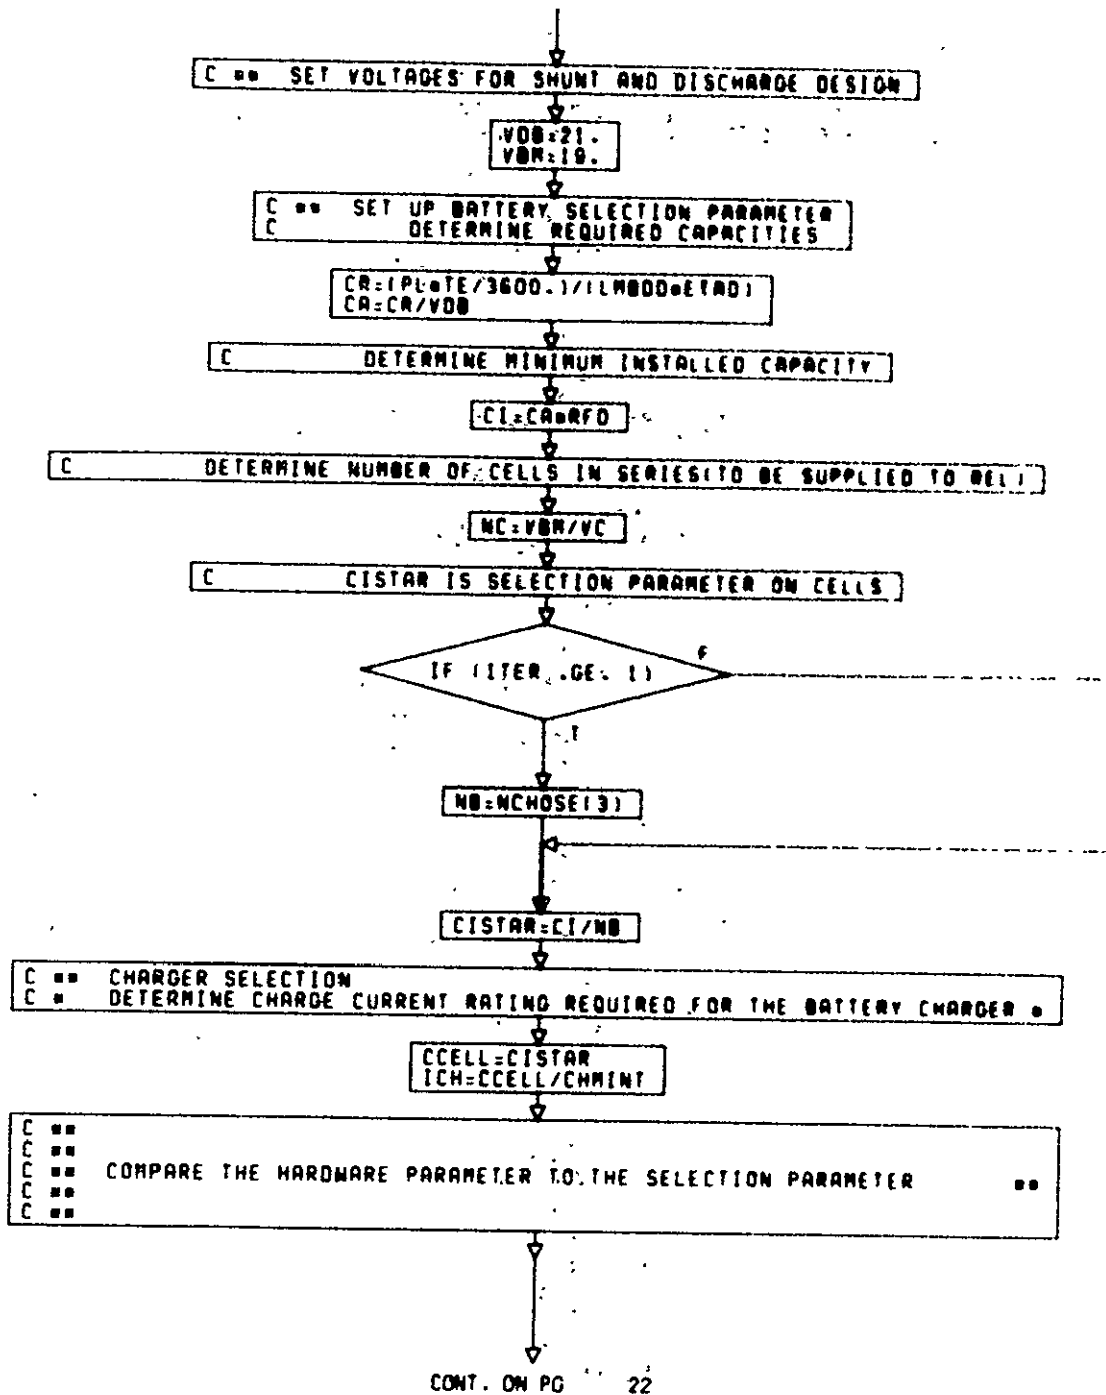 C ** SET VOLTAGES FOR SHUNT AND DISCHARGE DESIGN
VDB=21.
VBM=19.
C ** SET UP BATTERY SELECTION PARAMETER
C DETERMINE REQUIRED CAPACITIES
CR=(PL*TE/3600.)/(LMBDD*ETAD)
CA=CR/VDB
C DETERMINE MINIMUM INSTALLED CAPACITY
CI=CA*RFD
C DETERMINE NUMBER OF CELLS IN SERIES(TO BE SUPPLIED TO REL)
NC=VBM/VC
C CISTAR IS SELECTION PARAMETER ON CELLS
IF (ITER .GE. 1)
F
T
NB=NCHOSE(3)
CISTAR=CI/NB
C ** CHARGER SELECTION
C * DETERMINE CHARGE CURRENT RATING REQUIRED FOR THE BATTERY CHARGER *
CCELL=CISTAR
ICH=CCELL/CHMINT
C **
C **
C ** COMPARE THE HARDWARE PARAMETER TO THE SELECTION PARAMETER **
C **
C **
CONT. ON PG 22